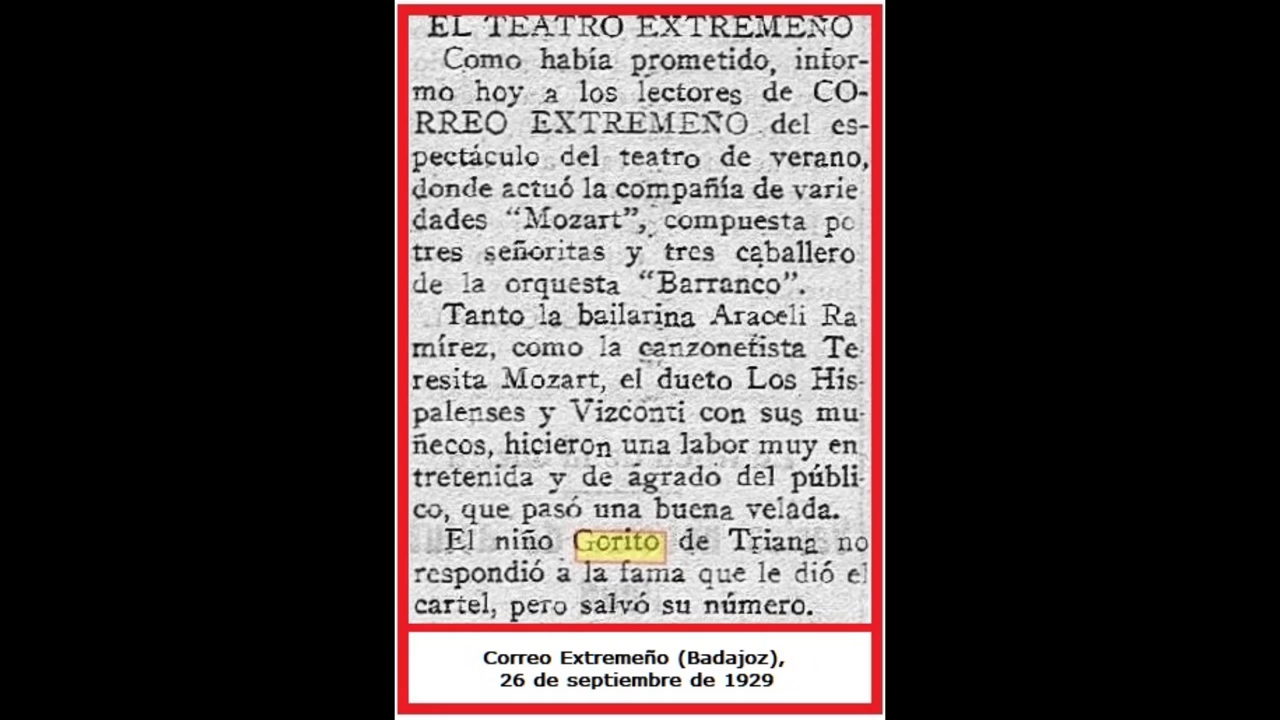 EL TEATRO EXTREMEÑO
Como había prometido, infor-
mo hoy a los lectores de CO-
RREO EXTREMEÑO del es-
pectáculo del teatro de verano,
donde actuó la compañía de varie
dades “Mozart”, compuesta po
tres señoritas y tres caballero
de la orquesta “Barranco”.
Tanto la bailarina Araceli Ra
mírez, como la canzonetista Te
resita Mozart, el dueto Los His-
palenses y Vizconti con sus mu-
ñecos, hicieron una labor muy en
tretenida y de agrado del públi-
co, que pasó una buena velada.
El niño Gorito de Triana no
respondió a la fama que le dió el
cartel, pero salvó su número.
Correo Extremeño (Badajoz),
26 de septiembre de 1929